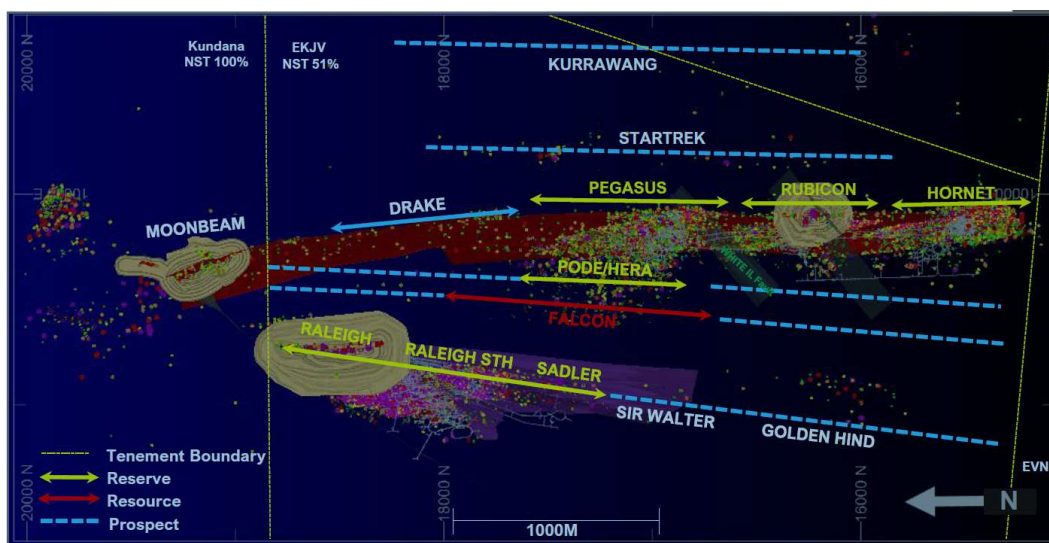 20000 N
Kundana
NST 100%
EKJV
NST 51%
18000 N
KURRAWANG
16000 N
STARTREK
PEGASUS
RUBICON
HORNET
DRAKE
MOONBEAM
PODE/HERA
FALCON
RALEIGH
RALEIGH STH
SADLER
SIR WALTER
GOLDEN HIND
Tenement Boundary
Reserve
Resource
Prospect
20000 N
18000 N
16000 N
1000M
EVN
N